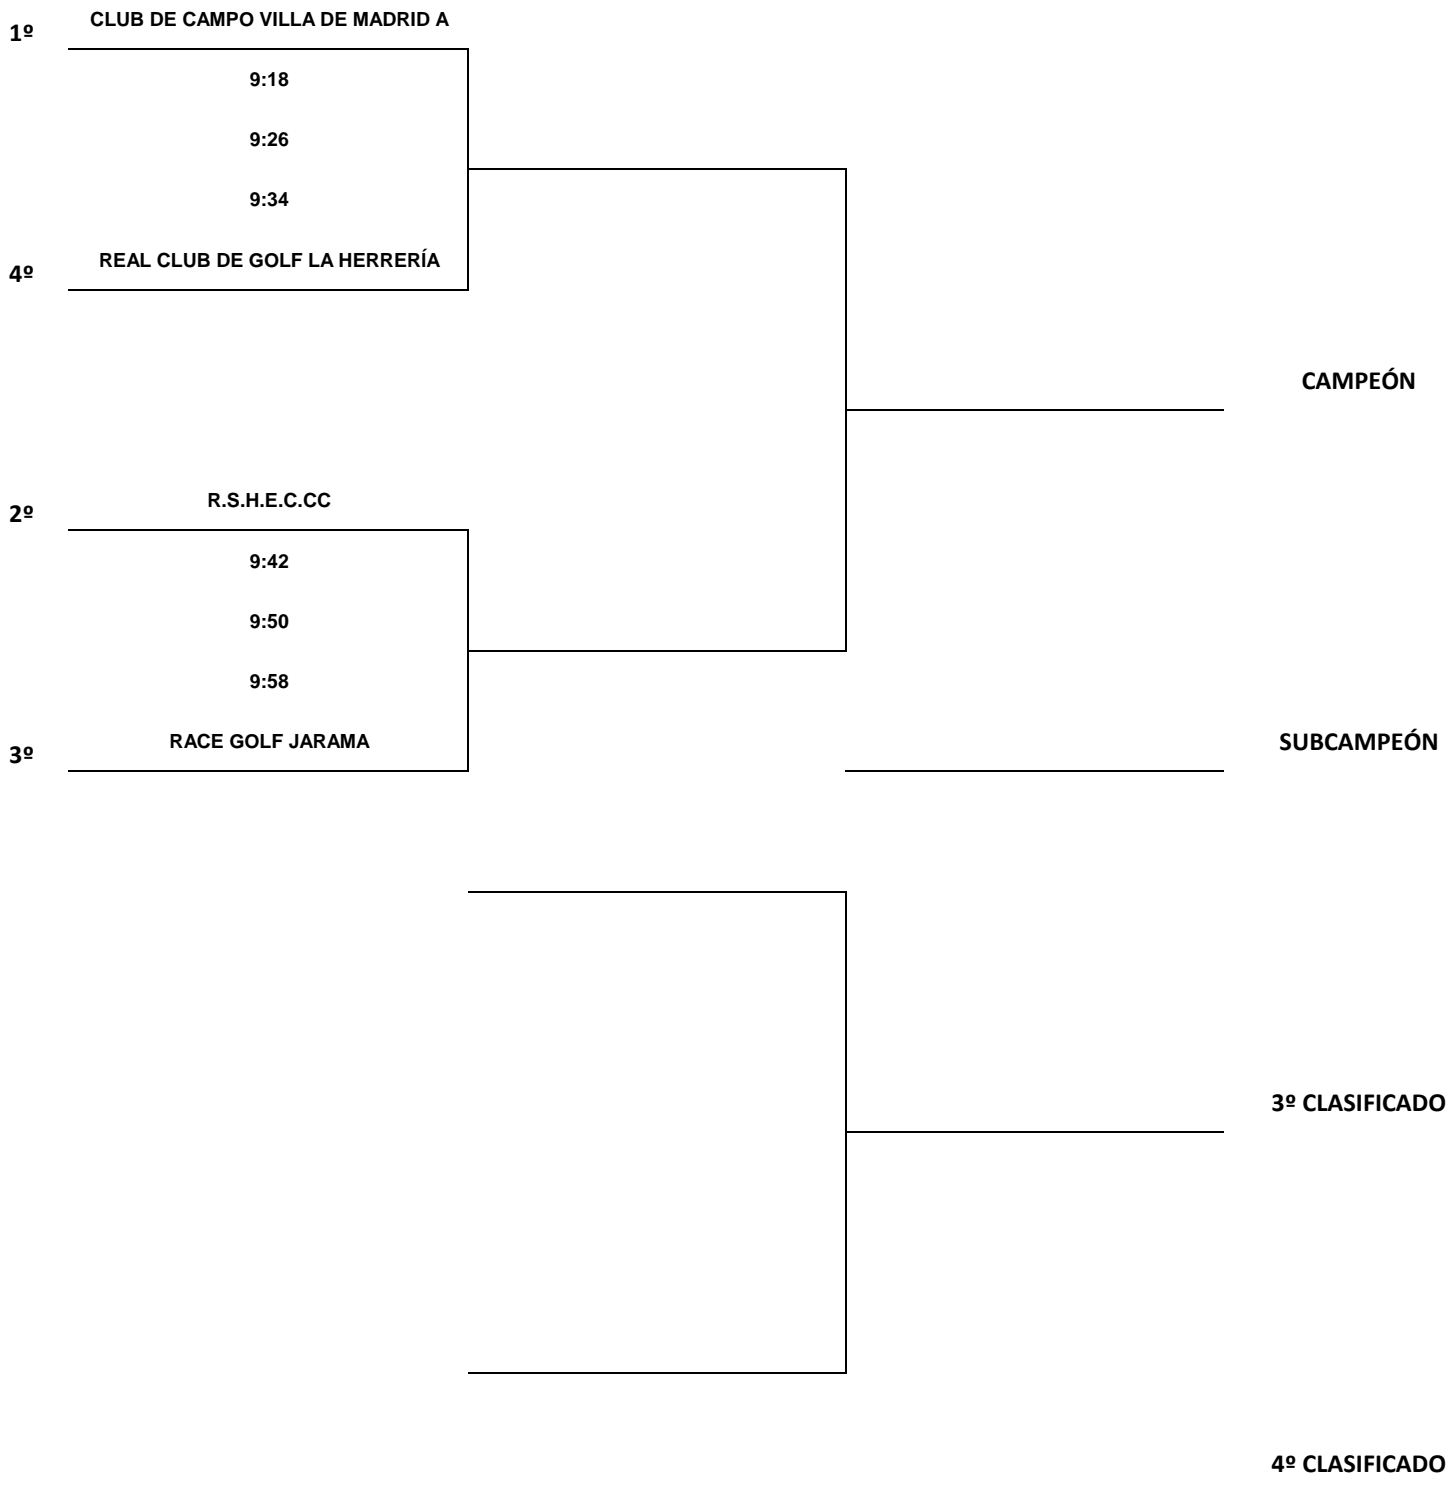 CLUB DE CAMPO VILLA DE MADRID A
1º
9:18
9:26
9:34
REAL CLUB DE GOLF LA HERRERÍA
4º
CAMPEÓN
R.S.H.E.C.CC
2º
9:42
9:50
9:58
RACE GOLF JARAMA
3º
SUBCAMPEÓN
3º CLASIFICADO
4º CLASIFICADO